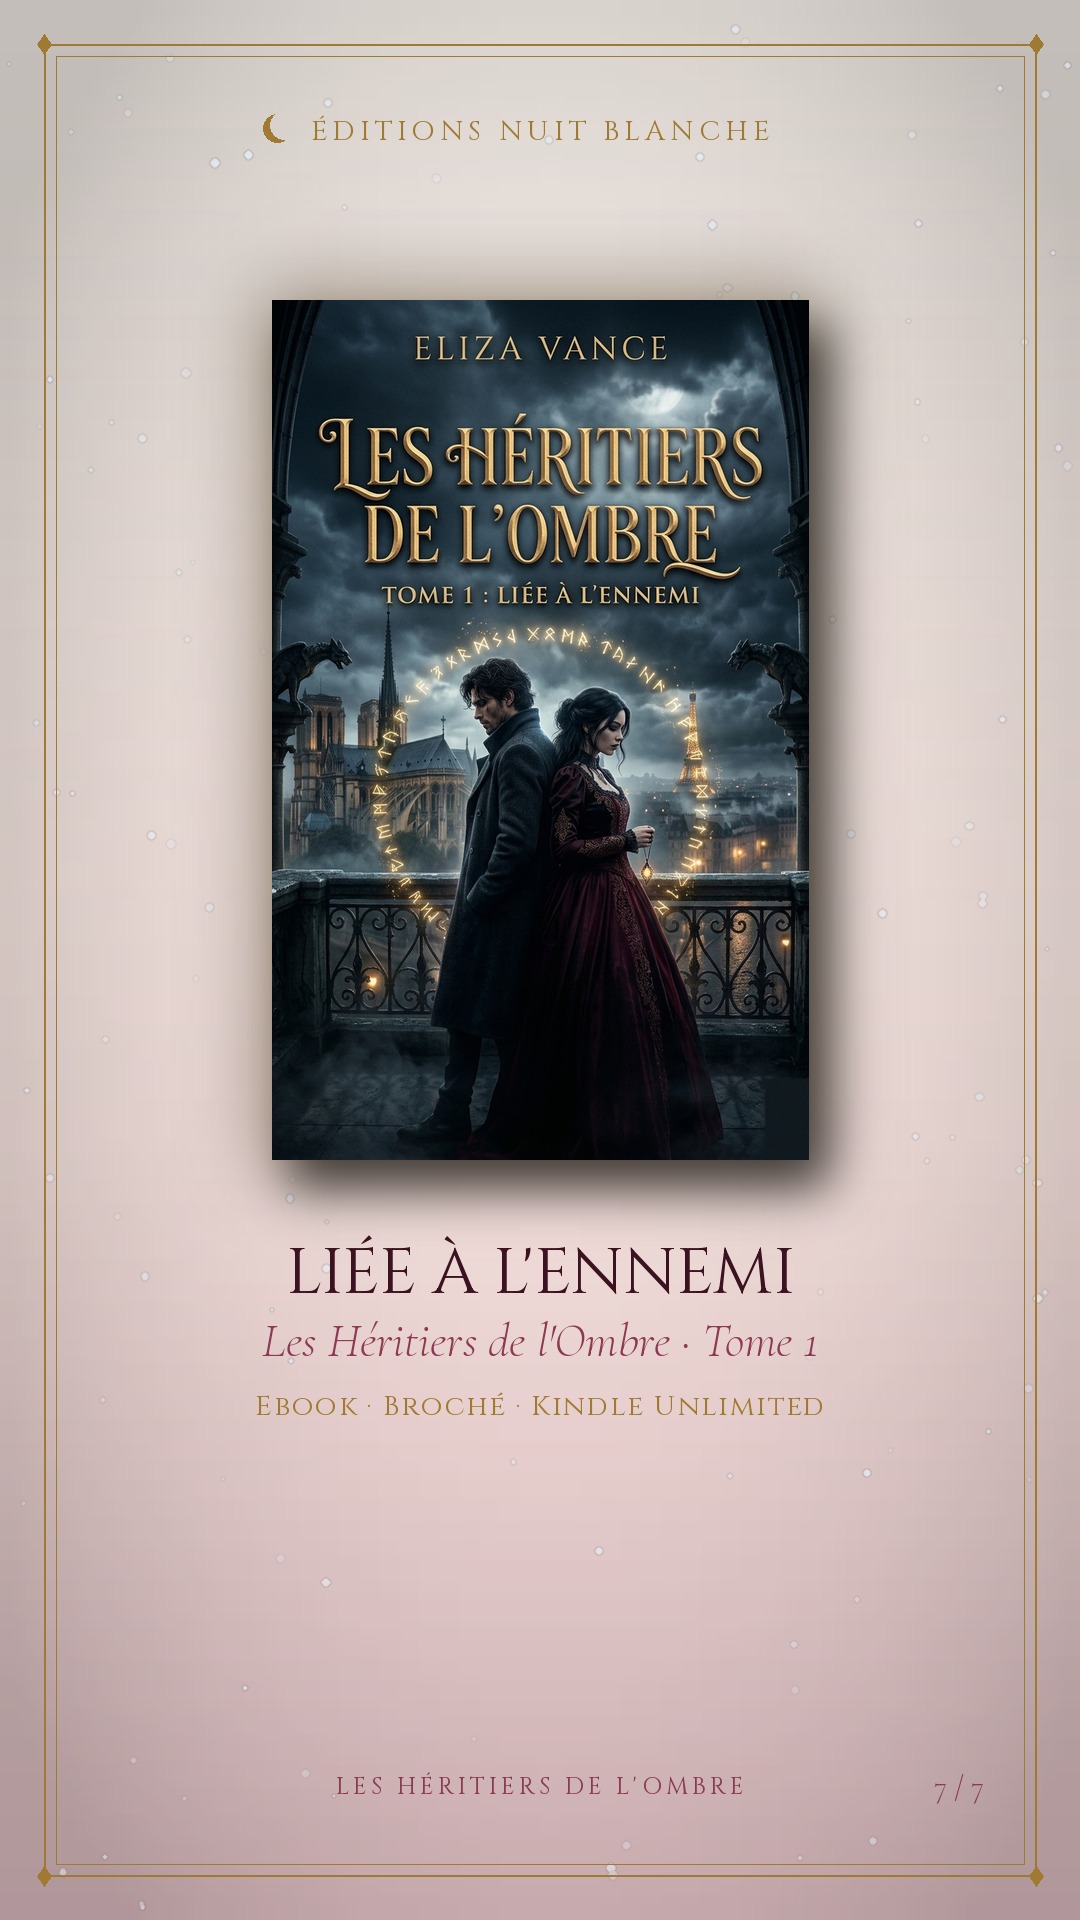 ÉDITIONS NUIT BLANCHE
ELIZA VANCE
LES HÉRITIERS
DE L'OMBRE
TOME 1 : LIÉE À L'ENNEMI
LIÉE À L'ENNEMI
Les Héritiers de l'Ombre · Tome 1
EBOOK · BROCHÉ · KINDLE UNLIMITED
LES HÉRITIERS DE L'OMBRE
7 / 7